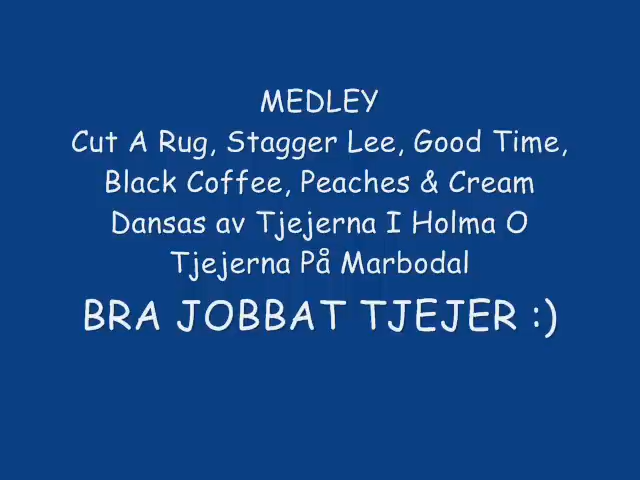 MEDLEY
Cut A Rug, Stagger Lee, Good Time,
Black Coffee, Peaches & Cream
Dansas av Tjejerna I Holma O
Tjejerna På Marbodal
BRA JOBBAT TJEJER :)